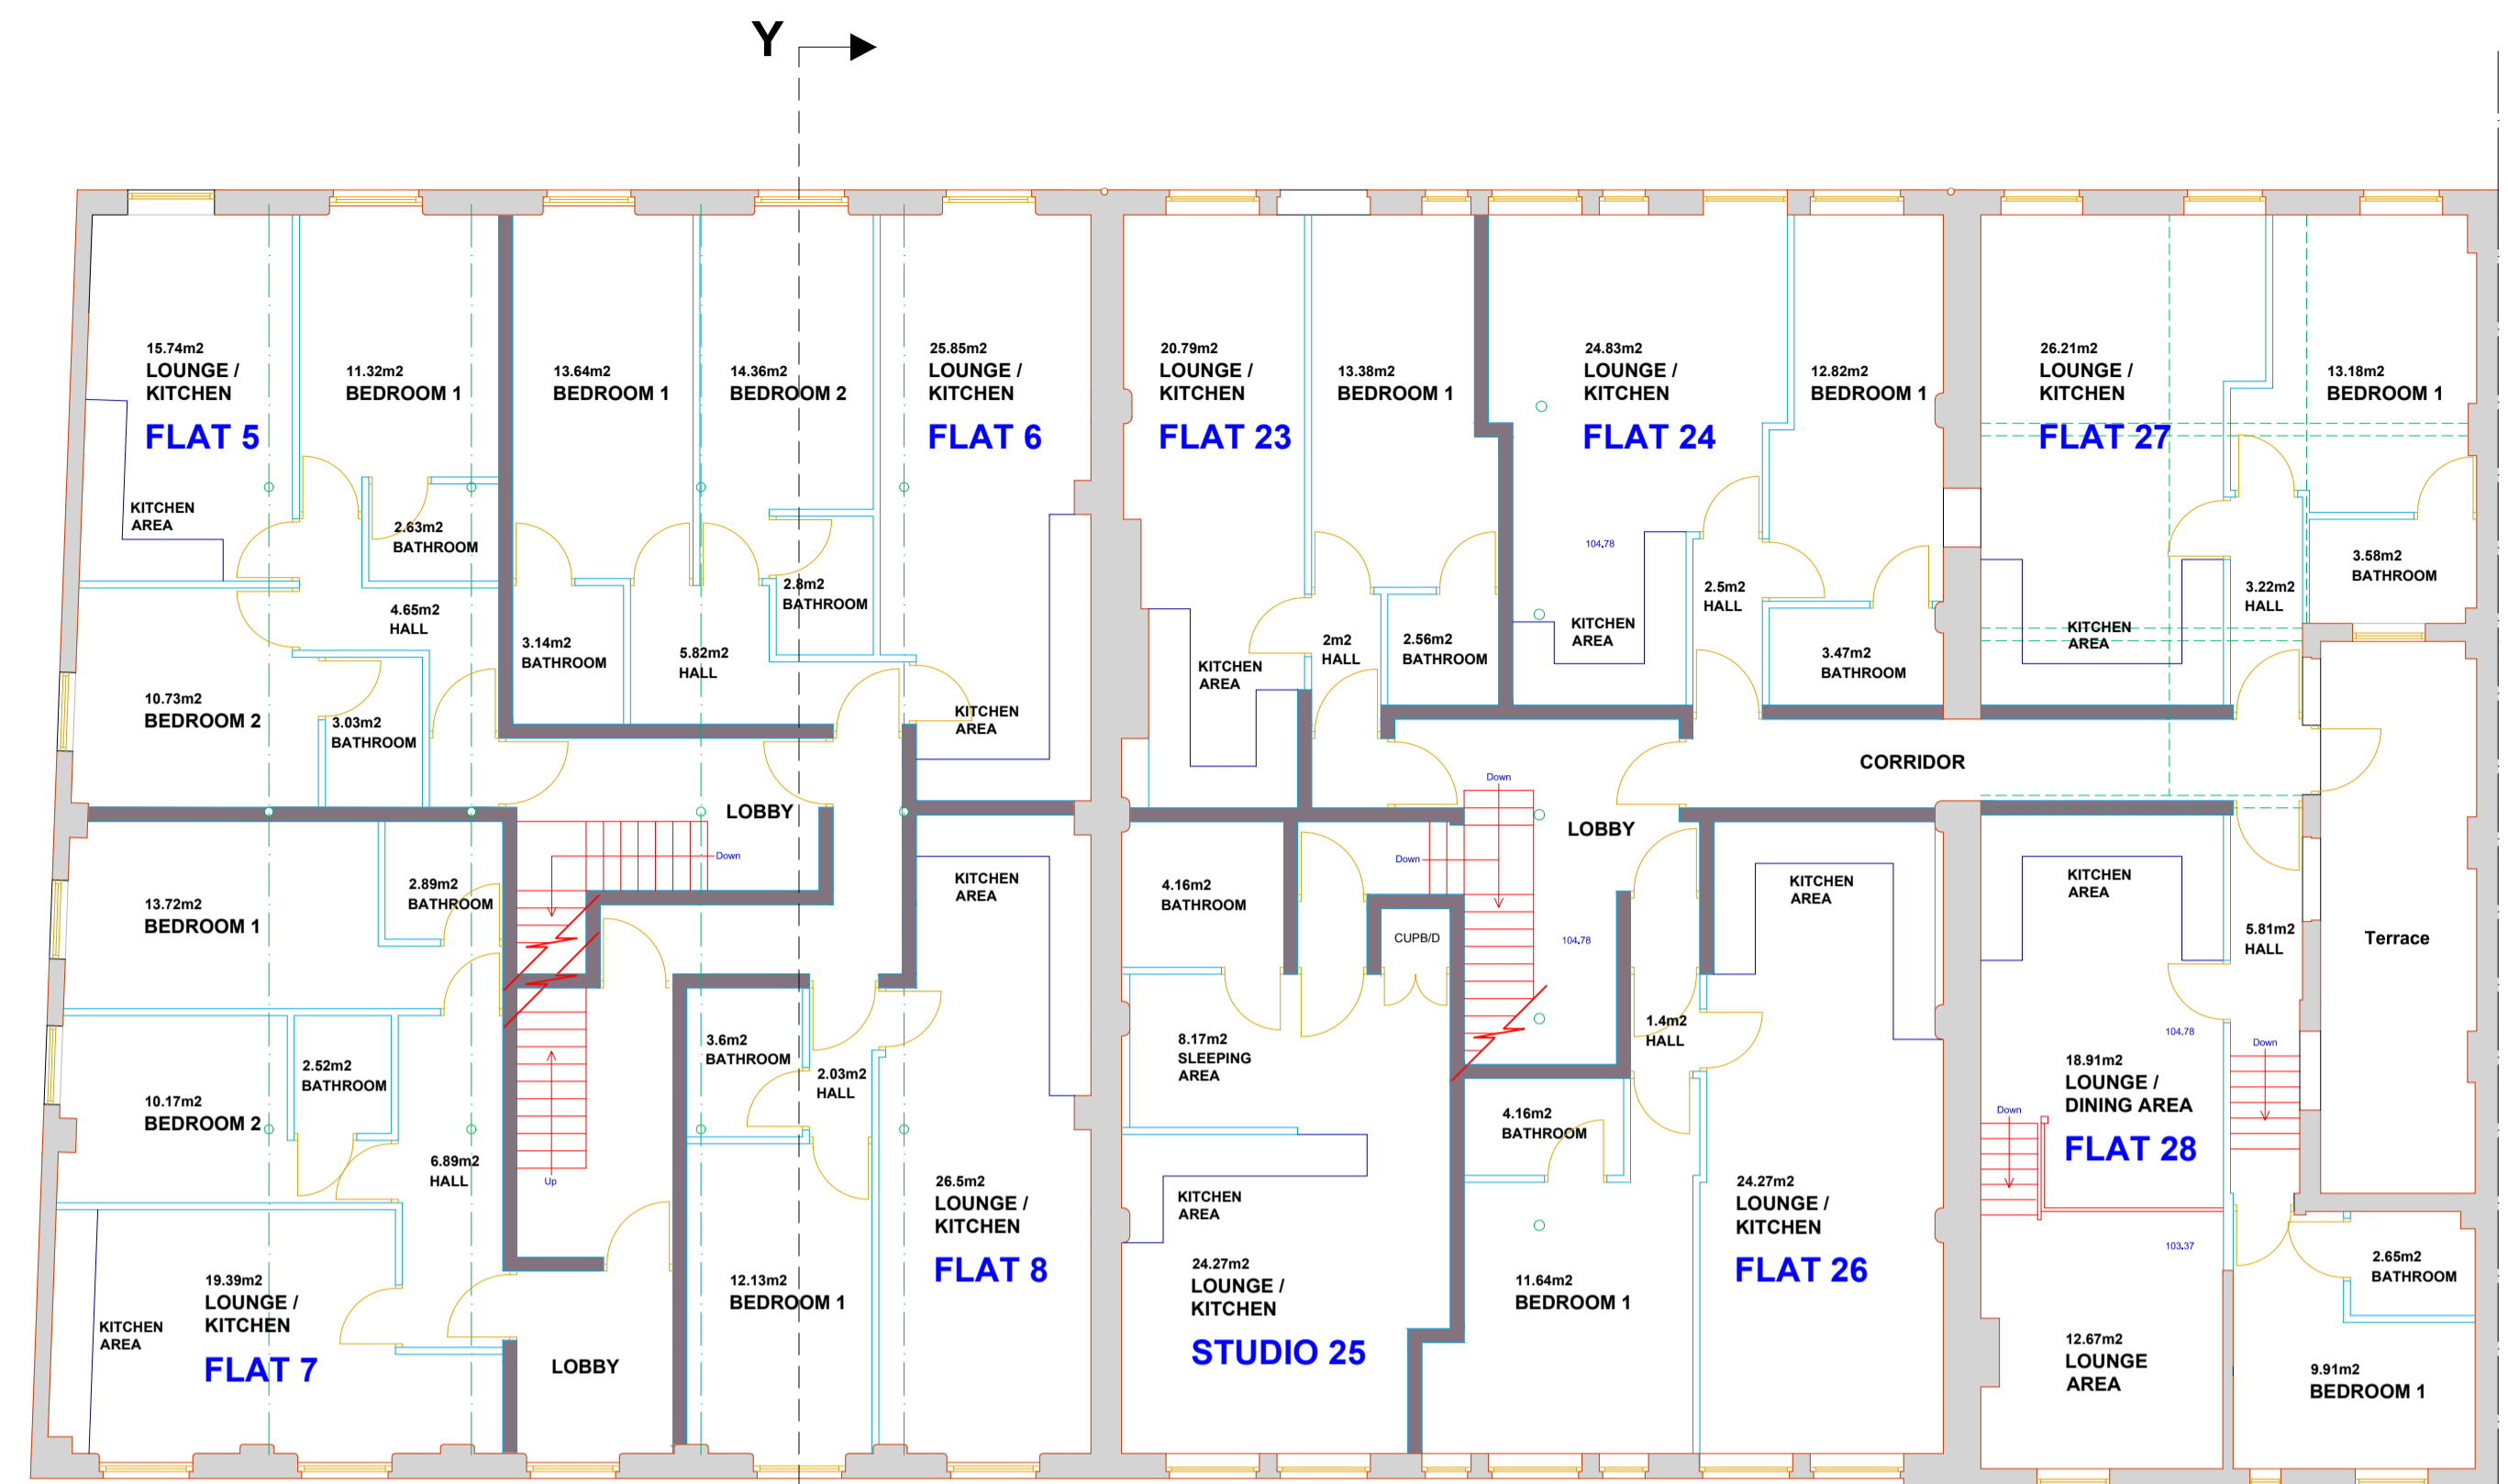 Y
15.74m2
LOUNGE /
KITCHEN
FLAT 5
KITCHEN
AREA
11.32m2
BEDROOM 1
2.63m2
BATHROOM
4.65m2
HALL
10.73m2
BEDROOM 2
3.03m2
BATHROOM
13.64m2
BEDROOM 1
14.36m2
BEDROOM 2
25.85m2
LOUNGE /
KITCHEN
FLAT 6
2.8m2
BATHROOM
3.14m2
BATHROOM
5.82m2
HALL
KITCHEN
AREA
LOBBY
Down
20.79m2
LOUNGE /
KITCHEN
FLAT 23
13.38m2
BEDROOM 1
2m2
HALL
2.56m2
BATHROOM
KITCHEN
AREA
24.83m2
LOUNGE /
KITCHEN
FLAT 24
104.78
KITCHEN
AREA
12.82m2
BEDROOM 1
2.5m2
HALL
3.47m2
BATHROOM
26.21m2
LOUNGE /
KITCHEN
FLAT 27
13.18m2
BEDROOM 1
3.58m2
BATHROOM
3.22m2
HALL
KITCHEN
AREA
CORRIDOR
Down
LOBBY
Down
13.72m2
BEDROOM 1
2.89m2
BATHROOM
10.17m2
BEDROOM 2
2.52m2
BATHROOM
6.89m2
HALL
Up
19.39m2
LOUNGE /
KITCHEN
FLAT 7
KITCHEN
AREA
LOBBY
KITCHEN
AREA
3.6m2
BATHROOM
2.03m2
HALL
12.13m2
BEDROOM 1
26.5m2
LOUNGE /
KITCHEN
FLAT 8
4.16m2
BATHROOM
CUPB/D
104.78
8.17m2
SLEEPING
AREA
KITCHEN
AREA
24.27m2
LOUNGE /
KITCHEN
STUDIO 25
KITCHEN
AREA
1.4m2
HALL
4.16m2
BATHROOM
11.64m2
BEDROOM 1
24.27m2
LOUNGE /
KITCHEN
FLAT 26
KITCHEN
AREA
5.81m2
HALL
Terrace
104.78
Down
18.91m2
LOUNGE /
DINING AREA
FLAT 28
Down
103.37
2.65m2
BATHROOM
12.67m2
LOUNGE
AREA
9.91m2
BEDROOM 1